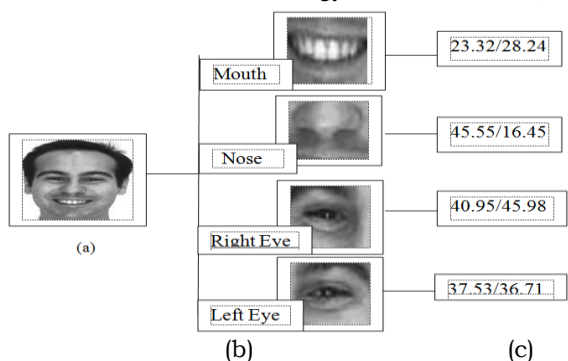 Mouth
23.32/28.24
Nose
45.55/16.45
Right Eye
40.95/45.98
Left Eye
37.53/36.71
(a)
(b)
(c)